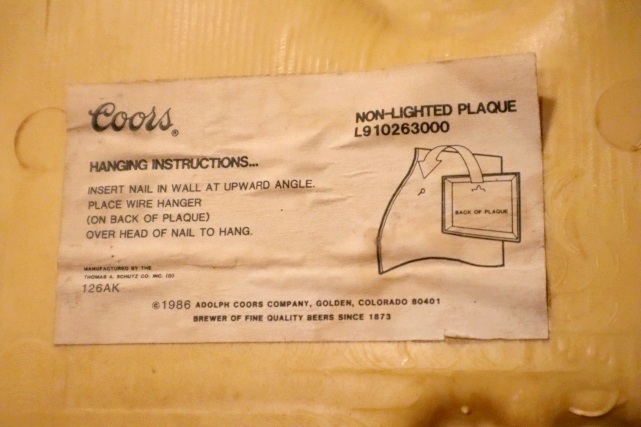 Coors®
NON-LIGHTED PLAQUE
L910263000
HANGING INSTRUCTIONS...
INSERT NAIL IN WALL AT UPWARD ANGLE.
PLACE WIRE HANGER
(ON BACK OF PLAQUE)
OVER HEAD OF NAIL TO HANG.
BACK OF PLAQUE
MANUFACTURED BY THE
THOMAS A. SCHUTZ CO. INC.
126AK
©1986 ADOLPH COORS COMPANY, GOLDEN, COLORADO 80401
BREWER OF FINE QUALITY BEERS SINCE 1873